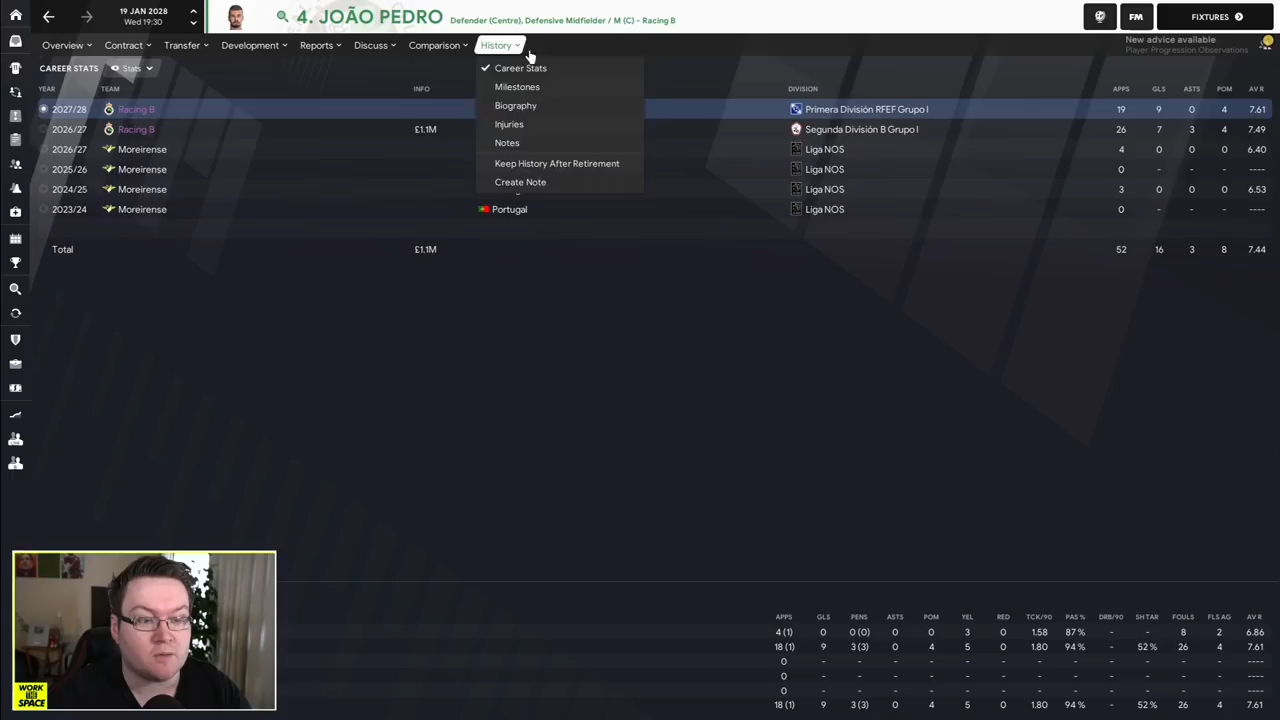 19 JAN 2028
Wed 19:30
4. JOÃO PEDRO
Defender (Centre), Defensive Midfielder / M (C) - Racing B
FM
FIXTURES
Overview
Contract
Transfer
Development
Reports
Discuss
Comparison
History
New advice available
Player Progression Observations
CAREER STATS
Stats
Career Stats
Milestones
Biography
Injuries
Notes
Keep History After Retirement
Create Note
YEAR TEAM INFO DIVISION APPS GLS ASTS POM AV R
2027/28 Racing B Primera División RFEF Grupo I 19 9 0 4 7.61
2026/27 Racing B £1.1M Segunda División B Grupo I 26 7 3 4 7.49
2026/27 Moreirense Liga NOS 4 0 0 0 6.40
2025/26 Moreirense Liga NOS 0 - - - ----
2024/25 Moreirense Liga NOS 3 0 0 0 6.53
2023/24 Moreirense Portugal Liga NOS 0 - - - ----
Total £1.1M 52 16 3 8 7.44
APPS GLS PENS ASTS POM YEL RED TCK/90 PAS % DRB/90 SH TAR FOULS FLS AG AV R
4 (1) 0 0 (0) 0 0 3 0 1.58 87 % - - 8 2 6.86
18 (1) 9 3 (3) 0 4 5 0 1.80 94 % - 52 % 26 4 7.61
0 - - - - - - - - - - - - ----
0 - - - - - - - - - - - - ----
0 - - - - - - - - - - - - ----
18 (1) 9 3 (3) 0 4 5 0 1.80 94 % - 52 % 26 4 7.61
WORK
THE
SPACE